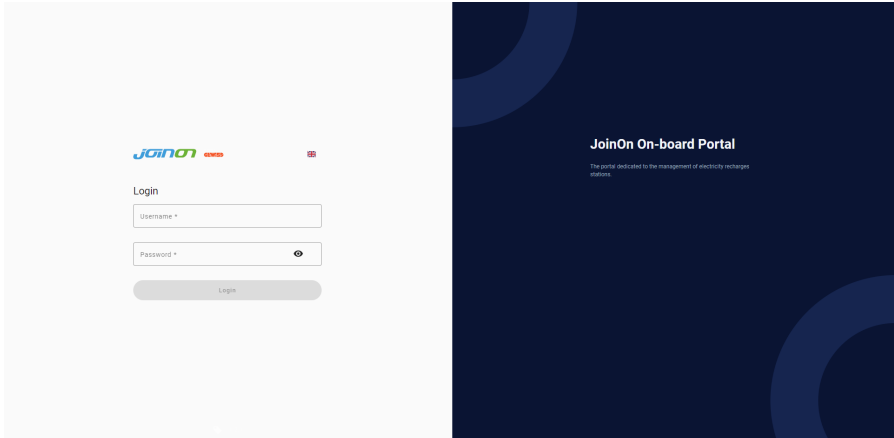 JOINON
Login
Username *
Password *
Login
JoinOn On-board Portal
The portal dedicated to the management of electricity recharges
stations.